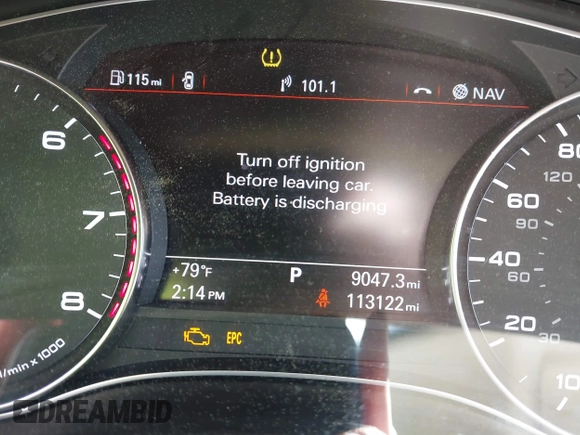 115 mi
101.1
NAV
Turn off ignition
before leaving car.
Battery is discharging
+79°F
P
9047.3 mi
2:14 PM
113122 mi
EPC
6
7
8
/min x 1000
80
120
60
90
40
60
20
30
10
DREAMBID